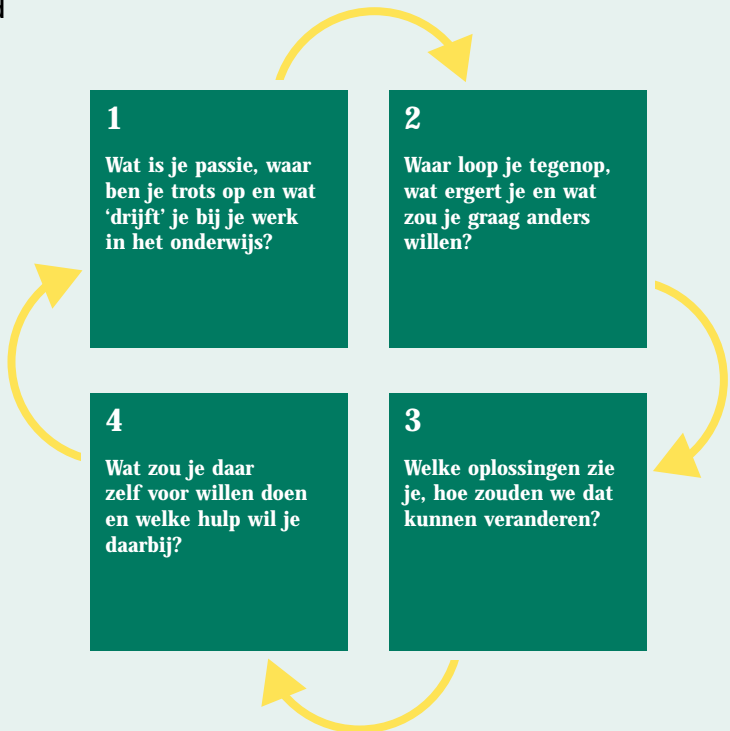 1
Wat is je passie, waar
ben je trots op en wat
‘drijft’ je bij je werk
in het onderwijs?
2
Waar loop je tegenop,
wat ergert je en wat
zou je graag anders
willen?
3
Welke oplossingen zie
je, hoe zouden we dat
kunnen veranderen?
4
Wat zou je daar
zelf voor willen doen
en welke hulp wil je
daarbij?